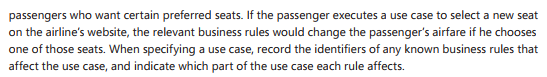 passengers who want certain preferred seats. If the passenger executes a use case to select a new seat
on the airline's website, the relevant business rules would change the passenger's airfare if he chooses
one of those seats. When specifying a use case, record the identifiers of any known business rules that
affect the use case, and indicate which part of the use case each rule affects.